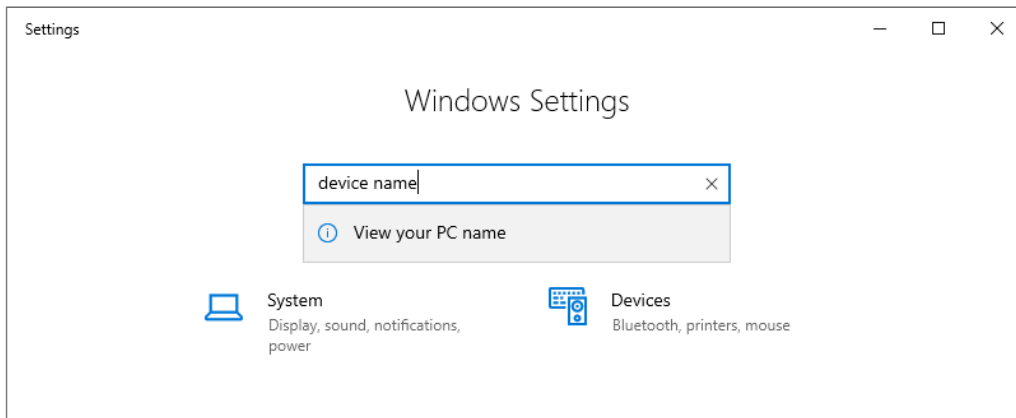 Settings
Windows Settings
device name
View your PC name
System
Display, sound, notifications,
power
Devices
Bluetooth, printers, mouse